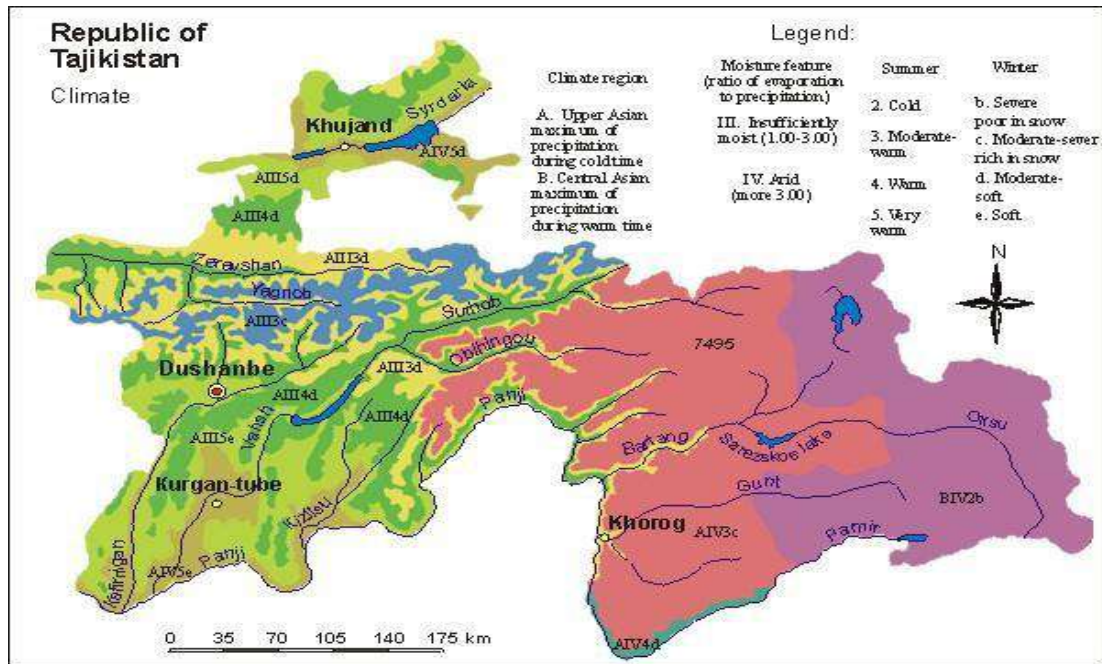 Republic of
Tajikistan
Climate
Legend:
Climate region
A. Upper Asian
maximum of
precipitation
during cold time
B. Central Asian
maximum of
precipitation
during warm time
Moisture feature
(ratio of evaporation
to precipitation)
III. Insufficiently
moist (1.00-3.00)
IV. Arid
(more 3.00)
Summer
2. Cold
3. Moderate-
warm
4. Warm
5. Very
warm
Winter
b. Severe
poor in snow
c. Moderate-sever
rich in snow
d. Moderate-
soft
e. Soft
N
Syrdaria
Khujand
AIV5d
AIII5d
AIII4d
Zeravshan
AIII3d
Yagnob
AIII3c
Surhob
Obihingou
7495
Dushanbe
AIII3d
AIII4d
Vahsh
AIII4d
Panji
AIII5e
Bartang
Sarezskoe lake
Oksu
Kurgan-tube
Gunt
BIV2b
Kizilsu
Khorog
AIV3c
Pamir
Kafirnigan
AIV5e
Panji
AIV4d
0 35 70 105 140 175 km